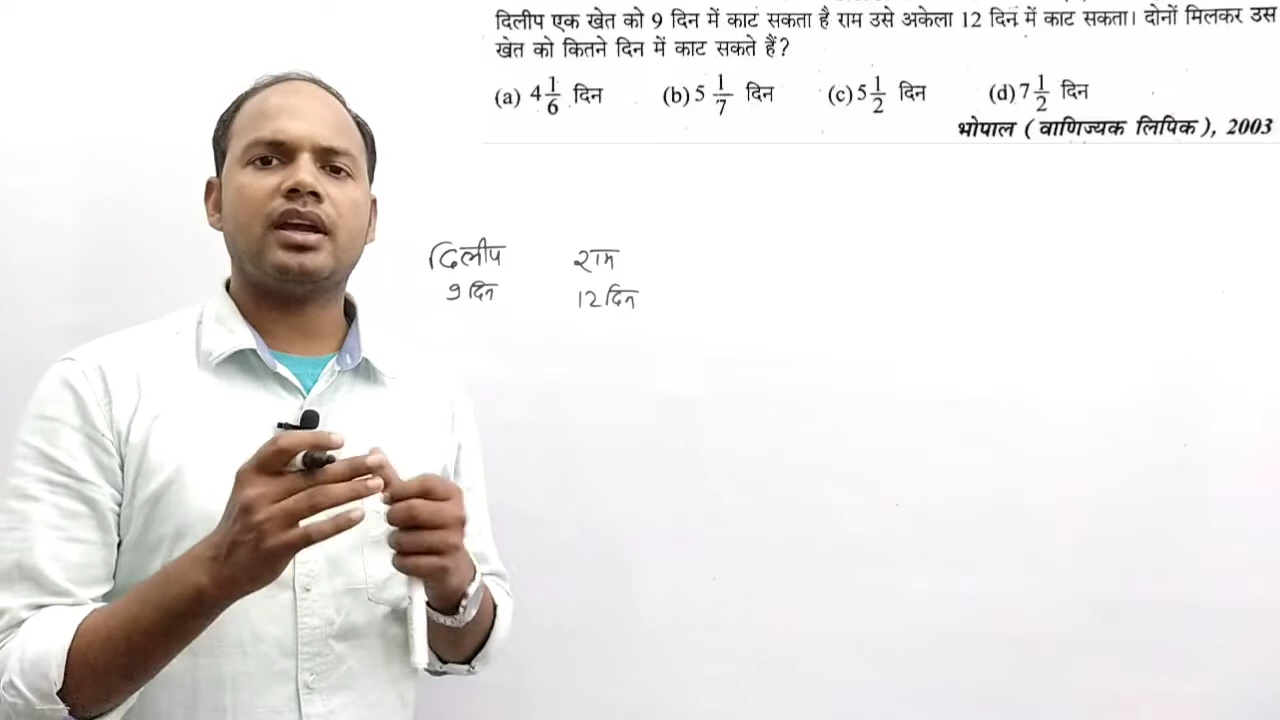 दिलीप एक खेत को 9 दिन में काट सकता है राम उसे अकेला 12 दिन में काट सकता। दोनों मिलकर उस
खेत को कितने दिन में काट सकते हैं?
(a) 4 1/6 दिन (b) 5 1/7 दिन (c) 5 1/2 दिन (d) 7 1/2 दिन
भोपाल ( वाणिज्यक लिपिक ), 2003
दिलीप राम
9 दिन 12 दिन